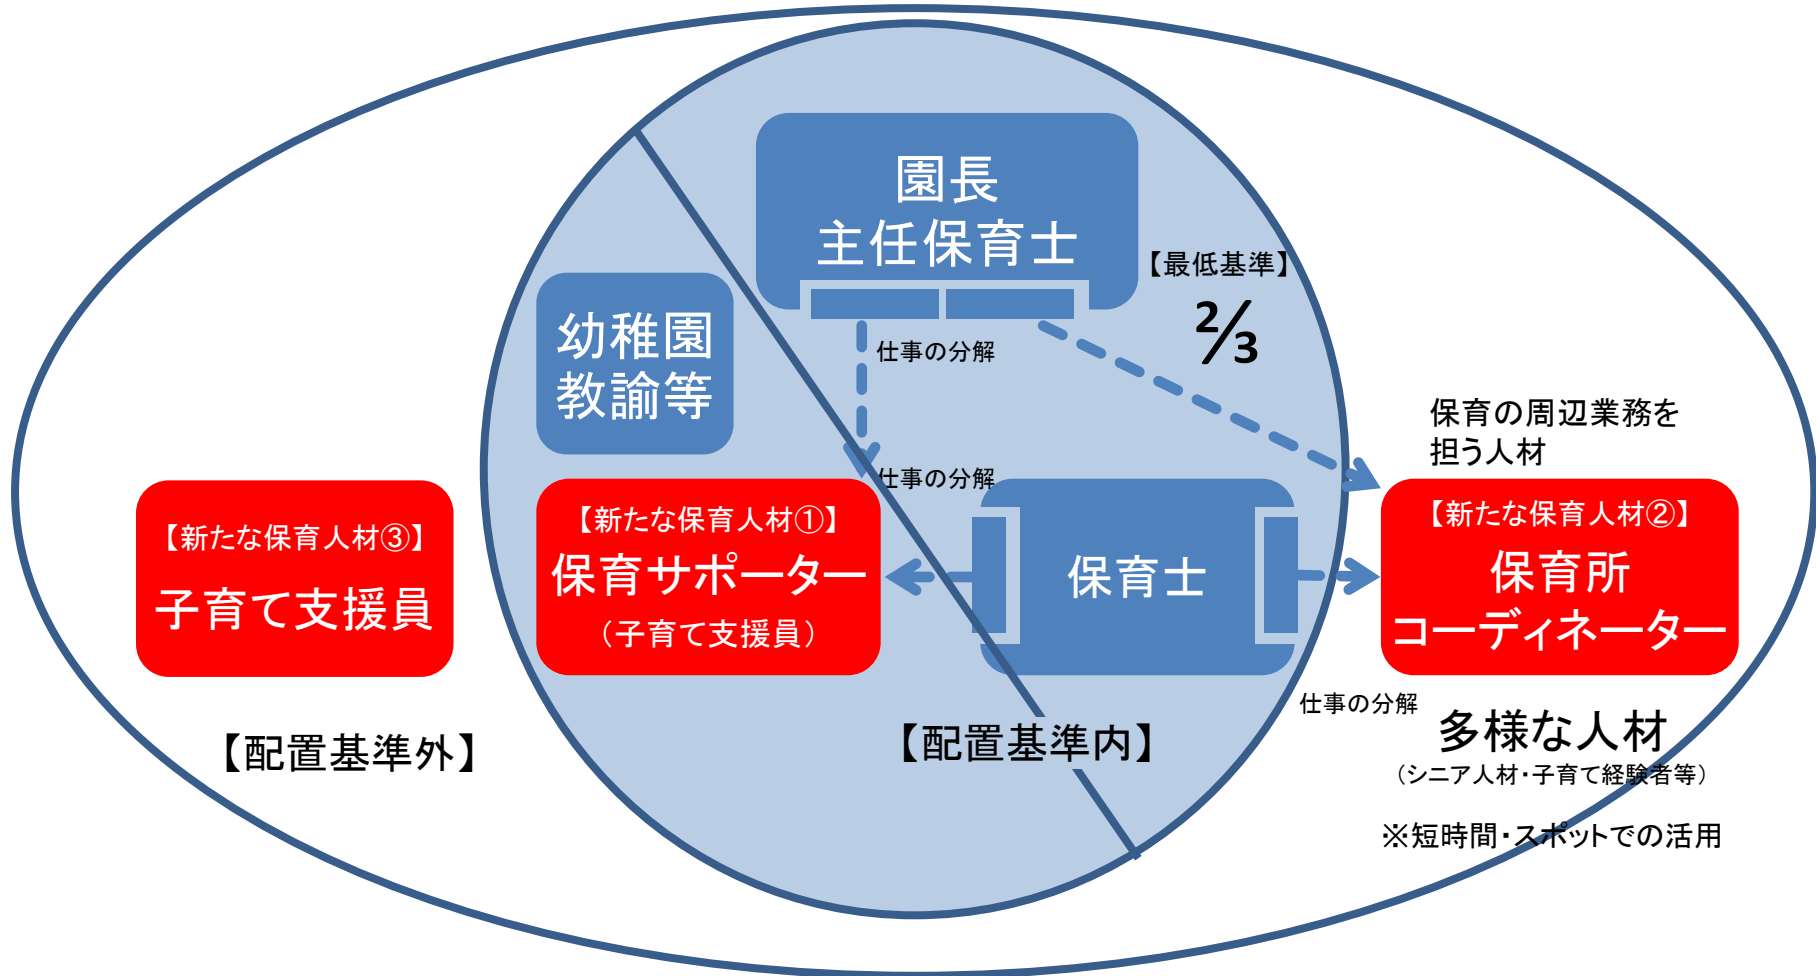 園長
主任保育士
【最低基準】
2/3
幼稚園
教諭等
仕事の分解
保育の周辺業務を
担う人材
仕事の分解
【新たな保育人材③】
子育て支援員
【新たな保育人材①】
保育サポーター
（子育て支援員）
保育士
【新たな保育人材②】
保育所
コーディネーター
仕事の分解
【配置基準外】
【配置基準内】
多様な人材
（シニア人材・子育て経験者等）
※短時間・スポットでの活用